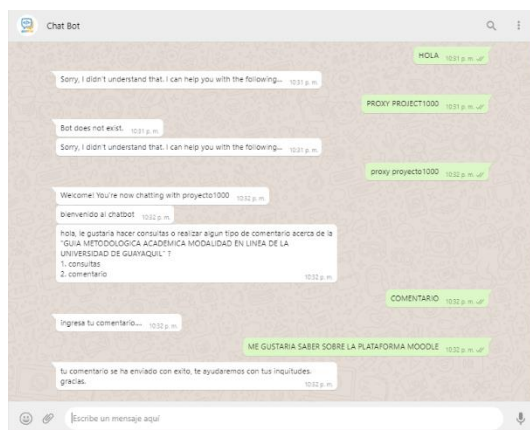 Chat Bot
HOLA 10:31 p. m.
Sorry, I didn't understand that. I can help you with the following... 10:31 p. m.
PROXY PROJECT1000 10:31 p. m.
Bot does not exist. 10:31 p. m.
Sorry, I didn't understand that. I can help you with the following... 10:31 p. m.
proxy proyecto1000 10:32 p. m.
Welcome! You're now chatting with proyecto1000 10:32 p. m.
bienvenido al chatbot 10:32 p. m.
hola, le gustaria hacer consultas o realizar algun tipo de comentario acerca de la
"GUIA METODOLOGICA ACADEMICA MODALIDAD EN LINEA DE LA
UNIVERSIDAD DE GUAYAQUIL" ?
1. consultas
2. comentario 10:32 p. m.
COMENTARIO 10:32 p. m.
ingresa tu comentario.... 10:32 p. m.
ME GUSTARIA SABER SOBRE LA PLATAFORMA MOODLE 10:32 p. m.
tu comentario se ha enviado con exito, te ayudaremos con tus inquitudes.
gracias. 10:32 p. m.
Escribe un mensaje aquí